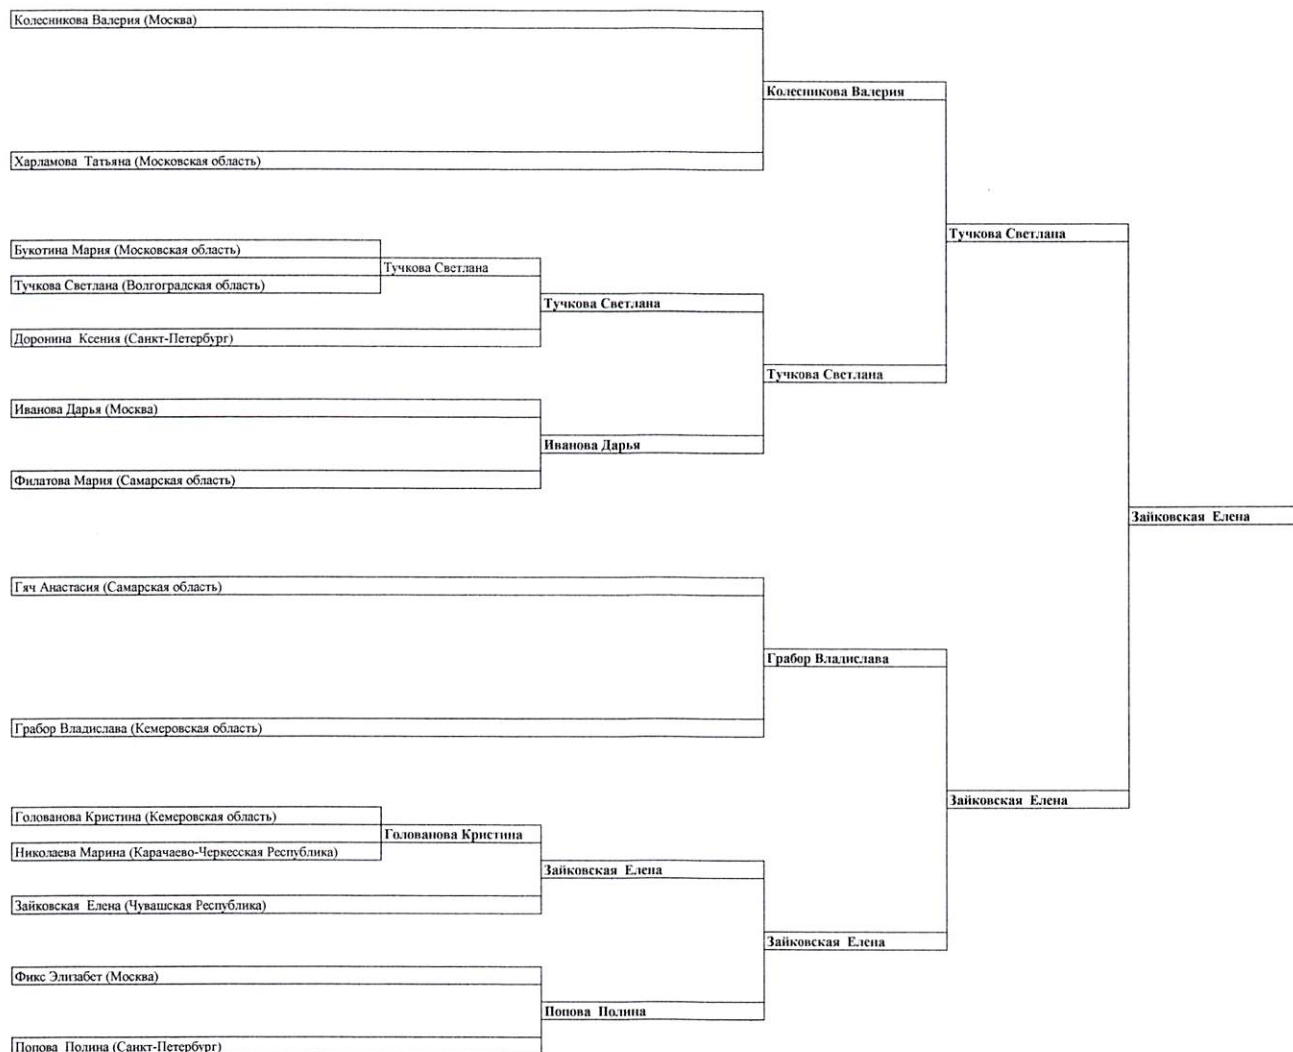 Колесникова Валерия (Москва)
Колесникова Валерия
Харламова Татьяна (Московская область)
Тучкова Светлана
Букотина Мария (Московская область)
Тучкова Светлана
Тучкова Светлана (Волгоградская область)
Тучкова Светлана
Доронина Ксения (Санкт-Петербург)
Тучкова Светлана
Иванова Дарья (Москва)
Иванова Дарья
Филатова Мария (Самарская область)
Зайковская Елена
Гяч Анастасия (Самарская область)
Грабор Владислава
Грабор Владислава (Кемеровская область)
Зайковская Елена
Голованова Кристина (Кемеровская область)
Голованова Кристина
Николаева Марина (Карачаево-Черкесская Республика)
Зайковская Елена
Зайковская Елена (Чувашская Республика)
Зайковская Елена
Фикс Элизабет (Москва)
Попова Полина
Попова Полина (Санкт-Петербург)